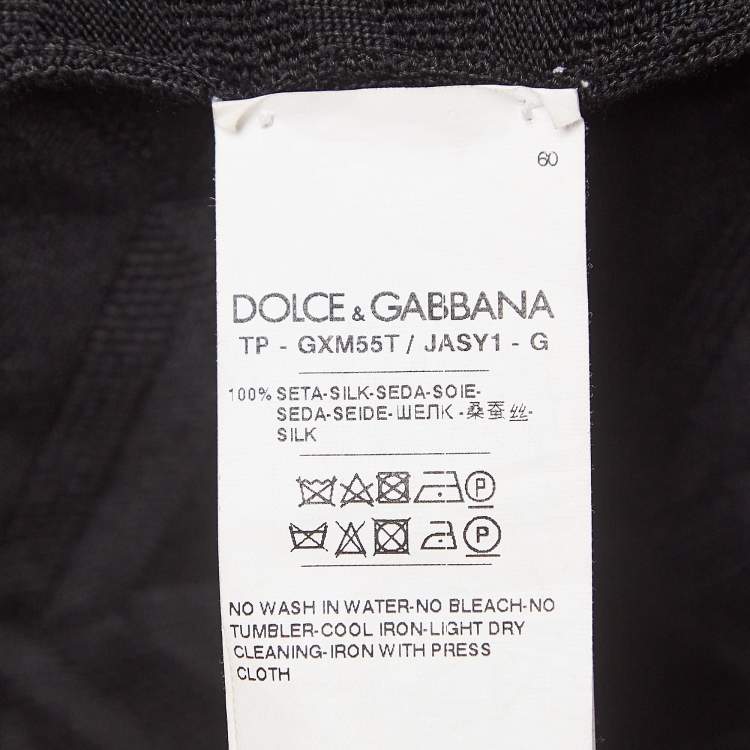 60
DOLCE & GABBANA
TP - GXM55T / JASY1 - G
100% SETA-SILK-SEDA-SOIE-
SEDA-SEIDE-ШЕЛК-桑蚕丝-
SILK
P
P
NO WASH IN WATER-NO BLEACH-NO
TUMBLER-COOL IRON-LIGHT DRY
CLEANING-IRON WITH PRESS
CLOTH